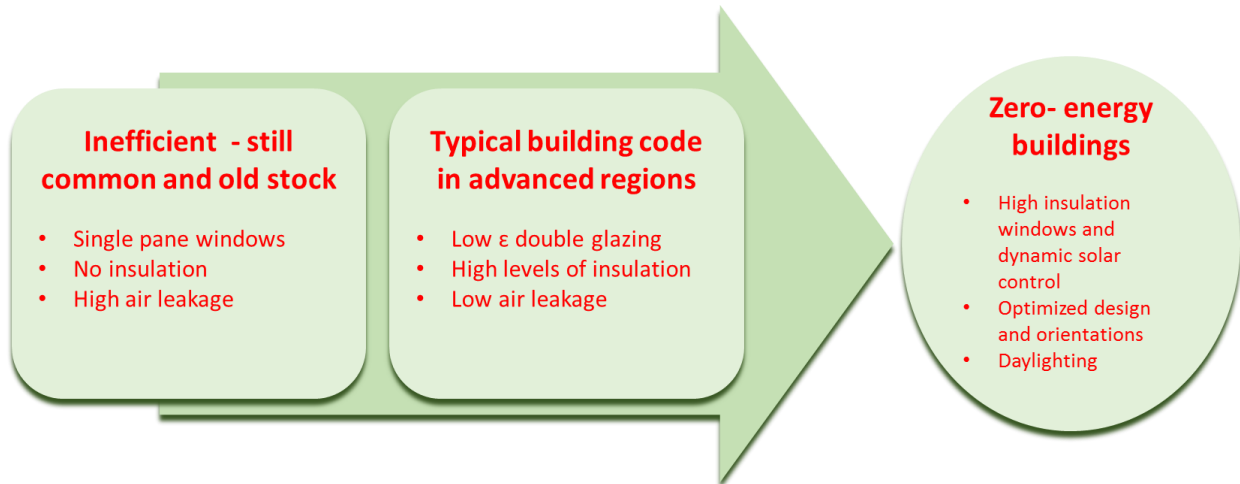 Inefficient - still
common and old stock
• Single pane windows
• No insulation
• High air leakage
Typical building code
in advanced regions
• Low ε double glazing
• High levels of insulation
• Low air leakage
Zero- energy
buildings
• High insulation
windows and
dynamic solar
control
• Optimized design
and orientations
• Daylighting